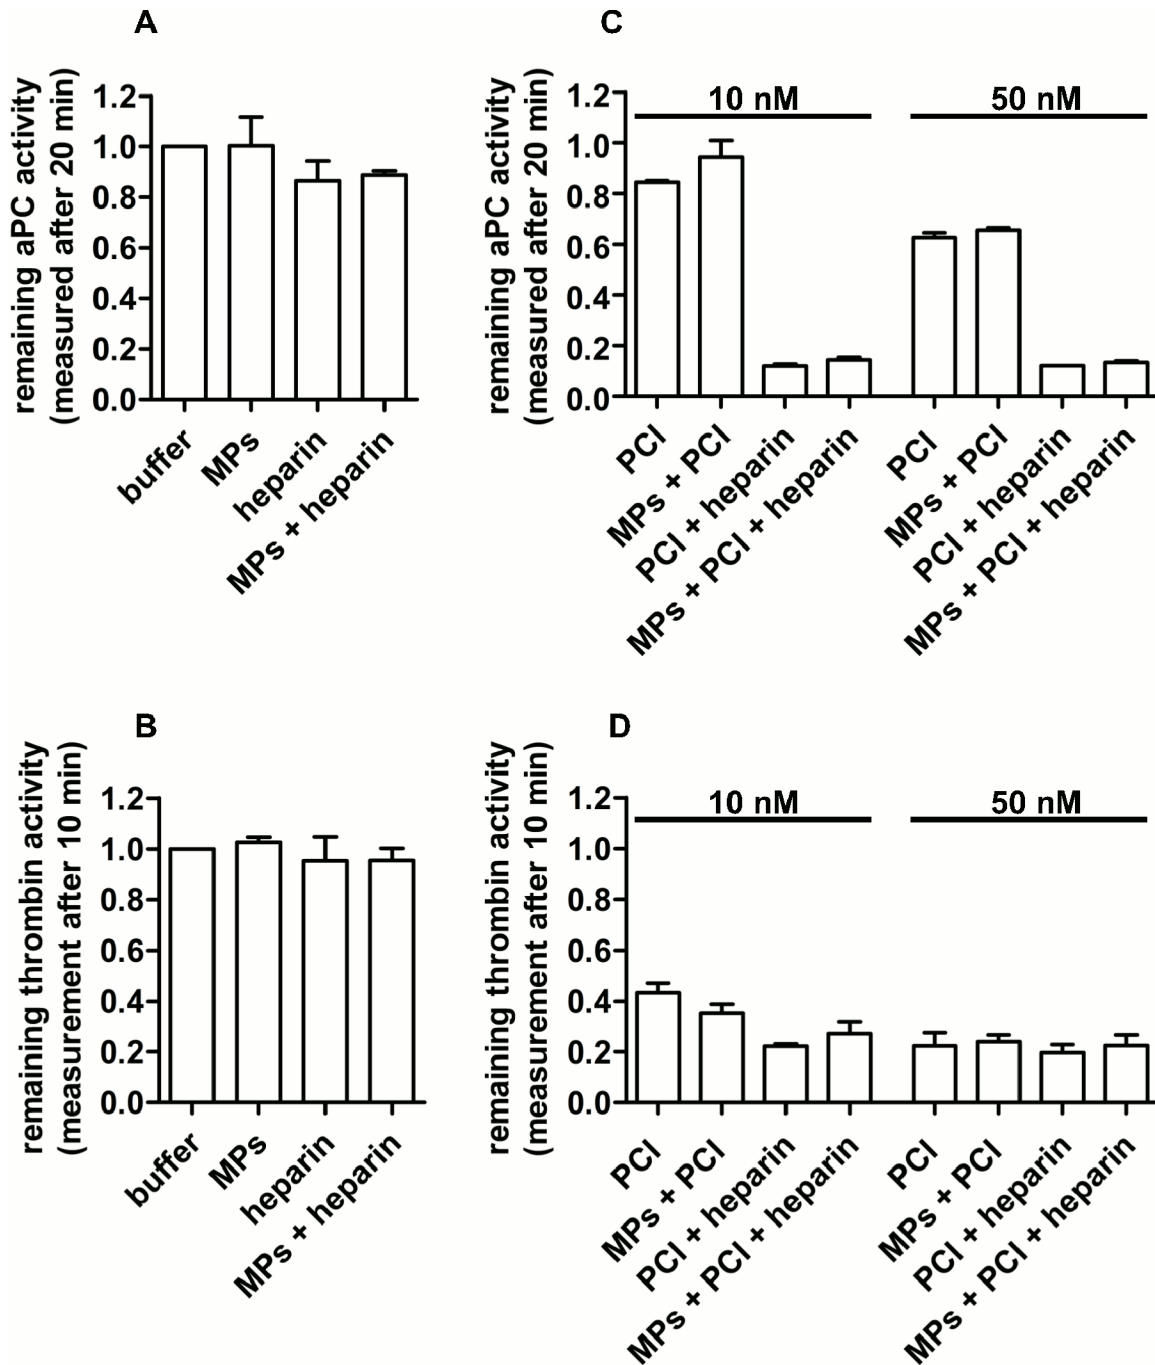 A
remaining aPC activity
(measured after 20 min)
1.2
1.0
0.8
0.6
0.4
0.2
0.0
buffer
MPs
heparin
MPs + heparin
C
remaining aPC activity
(measured after 20 min)
1.2
1.0
0.8
0.6
0.4
0.2
0.0
10 nM
50 nM
PCI
MPs + PCI
PCI + heparin
MPs + PCI + heparin
PCI
MPs + PCI
PCI + heparin
MPs + PCI + heparin
B
remaining thrombin activity
(measurement after 10 min)
1.2
1.0
0.8
0.6
0.4
0.2
0.0
buffer
MPs
heparin
MPs + heparin
D
remaining thrombin activity
(measurement after 10 min)
1.2
1.0
0.8
0.6
0.4
0.2
0.0
10 nM
50 nM
PCI
MPs + PCI
PCI + heparin
MPs + PCI + heparin
PCI
MPs + PCI
PCI + heparin
MPs + PCI + heparin